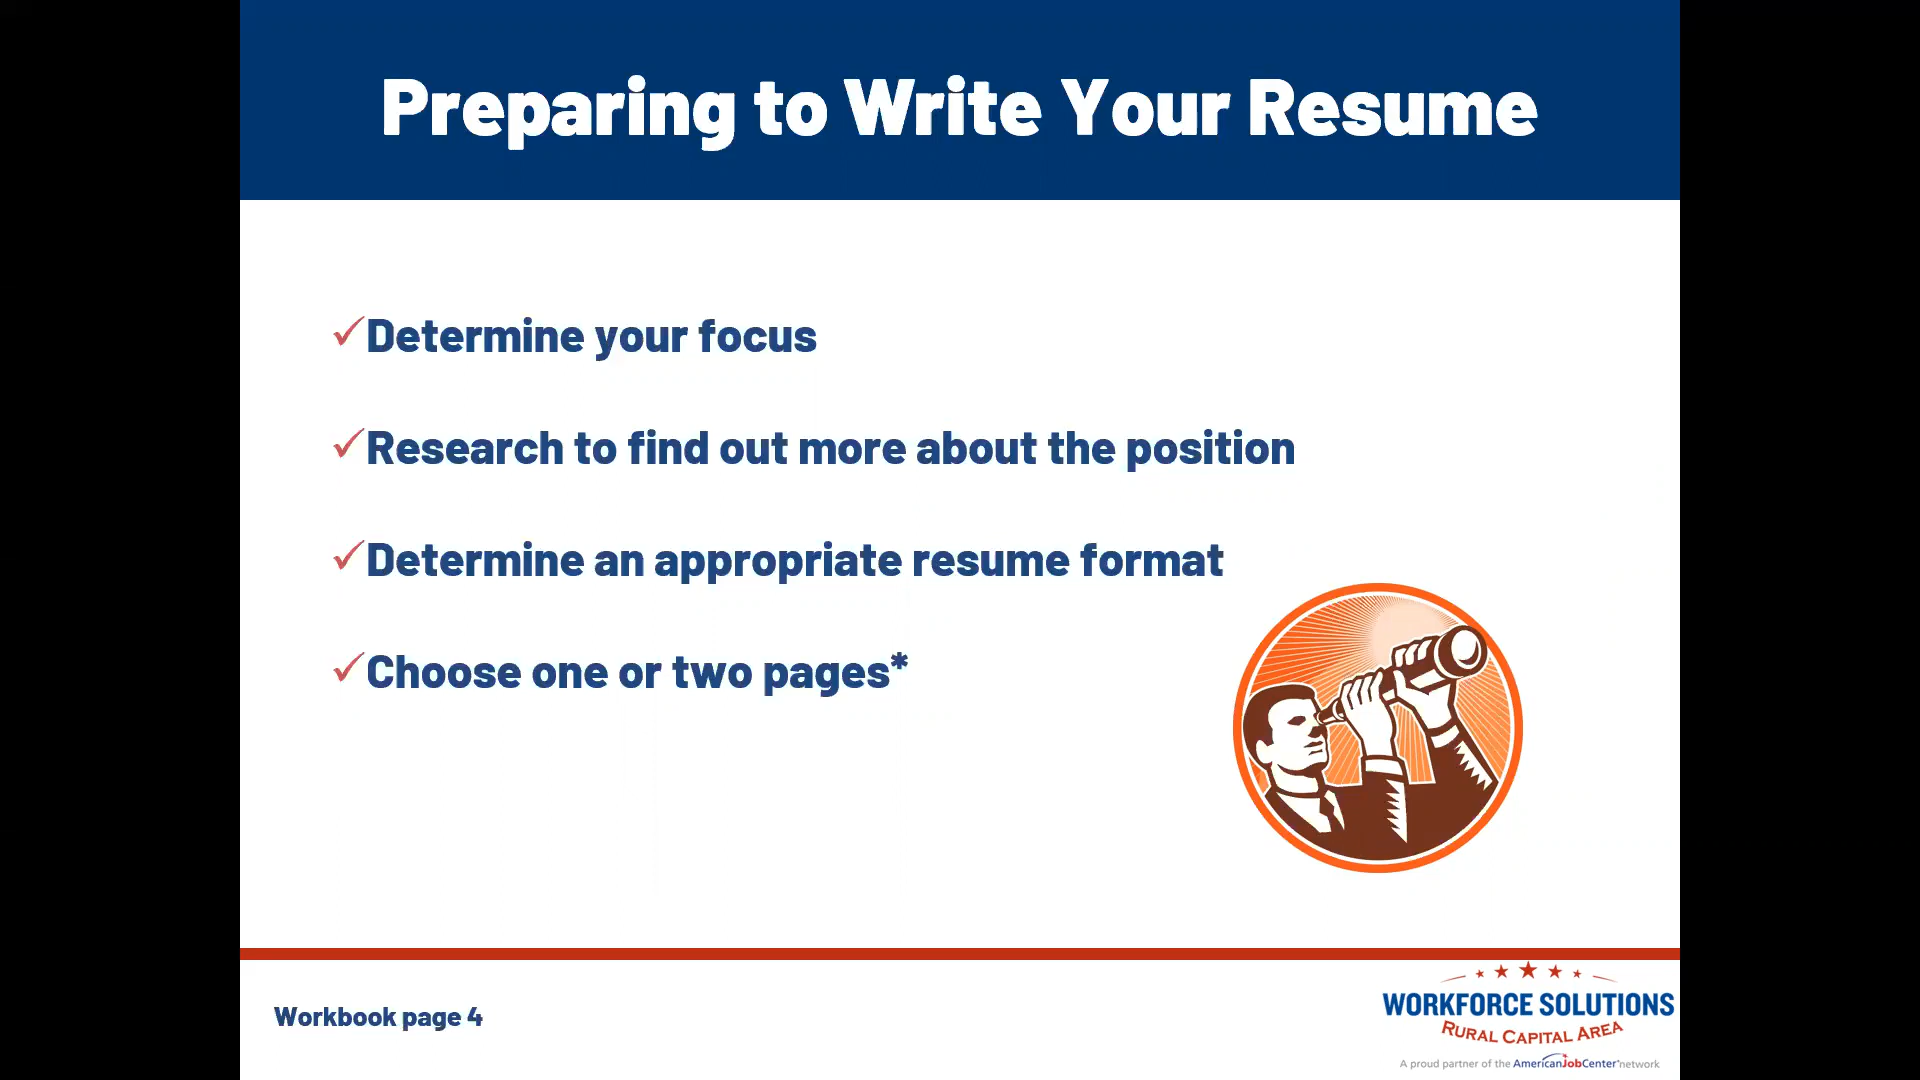 Preparing to Write Your Resume
✓Determine your focus
✓Research to find out more about the position
✓Determine an appropriate resume format
✓Choose one or two pages*
Workbook page 4
WORKFORCE SOLUTIONS
RURAL CAPITAL AREA
A proud partner of the AmericanJobCenter® network